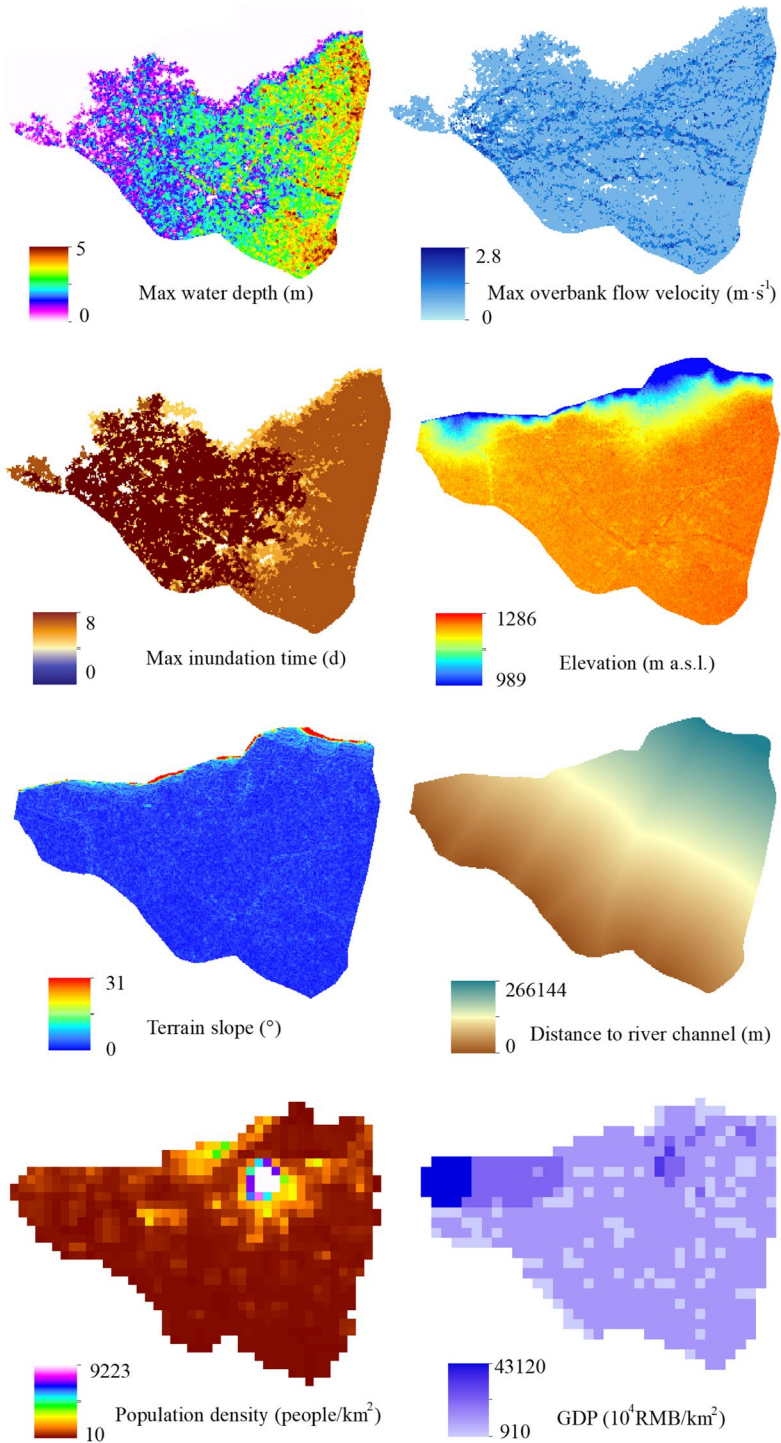 5
0
Max water depth (m)
2.8
0
Max overbank flow velocity (m·s⁻¹)
8
0
Max inundation time (d)
1286
989
Elevation (m a.s.l.)
31
0
Terrain slope (°)
266144
0
Distance to river channel (m)
9223
10
Population density (people/km²)
43120
910
GDP (10⁴RMB/km²)